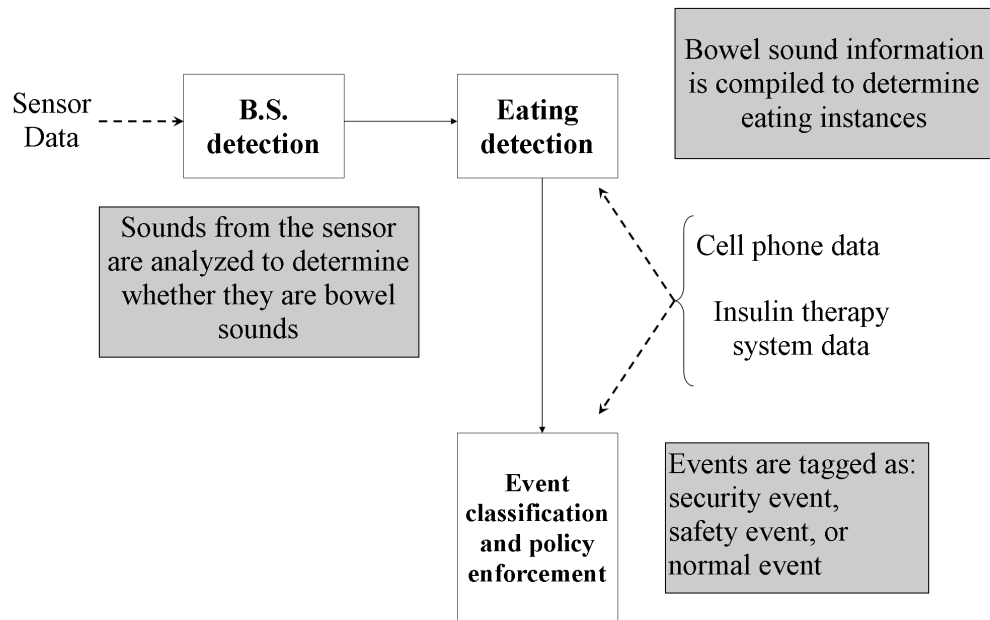 Sensor
Data
B.S.
detection
Eating
detection
Bowel sound information
is compiled to determine
eating instances
Sounds from the sensor
are analyzed to determine
whether they are bowel
sounds
Cell phone data
Insulin therapy
system data
Event
classification
and policy
enforcement
Events are tagged as:
security event,
safety event, or
normal event